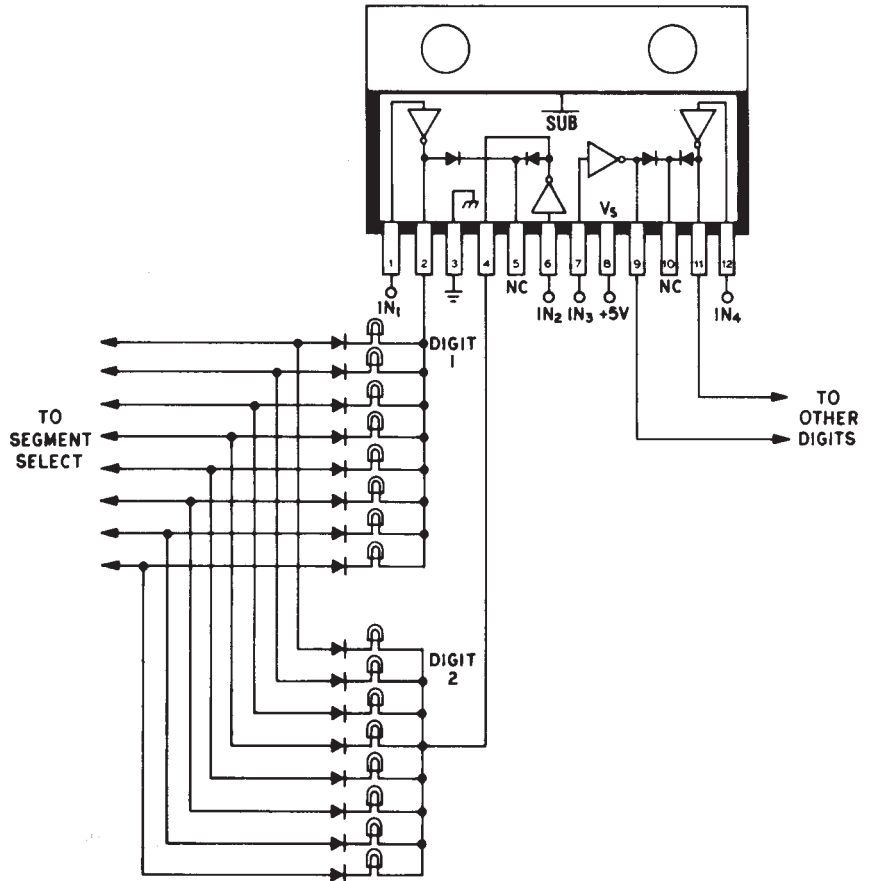 SUB
Vs
1 2 3 4 5 6 7 8 9 10 11 12
NC
NC
IN1
IN2 IN3 +5V
IN4
DIGIT
1
TO
SEGMENT
SELECT
TO
OTHER
DIGITS
DIGIT
2